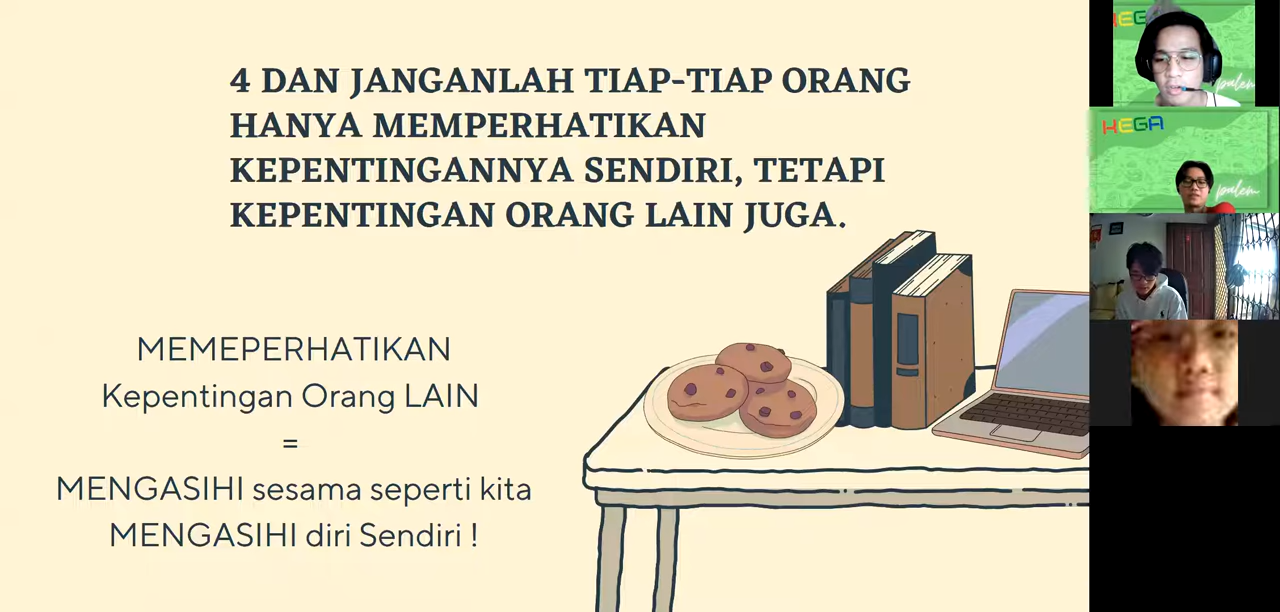 4 DAN JANGANLAH TIAP-TIAP ORANG
HANYA MEMPERHATIKAN
KEPENTINGANNYA SENDIRI, TETAPI
KEPENTINGAN ORANG LAIN JUGA.
MEMEPERHATIKAN
Kepentingan Orang LAIN
=
MENGASIHI sesama seperti kita
MENGASIHI diri Sendiri !
HEGA
palem